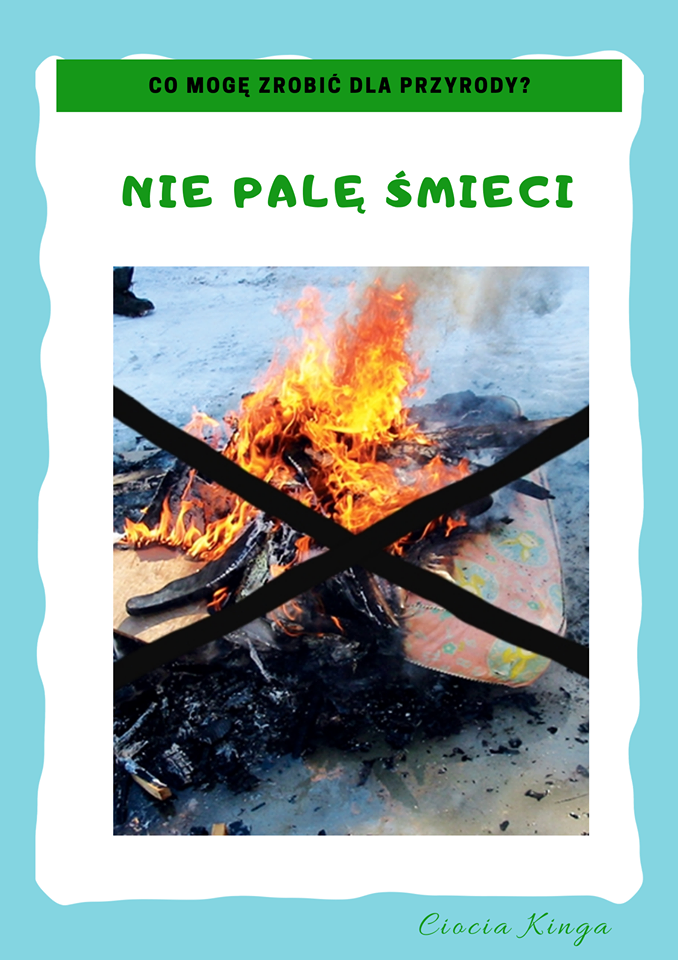 CO MOGĘ ZROBIĆ DLA PRZYRODY?
NIE PALĘ ŚMIECI
Ciocia Kinga